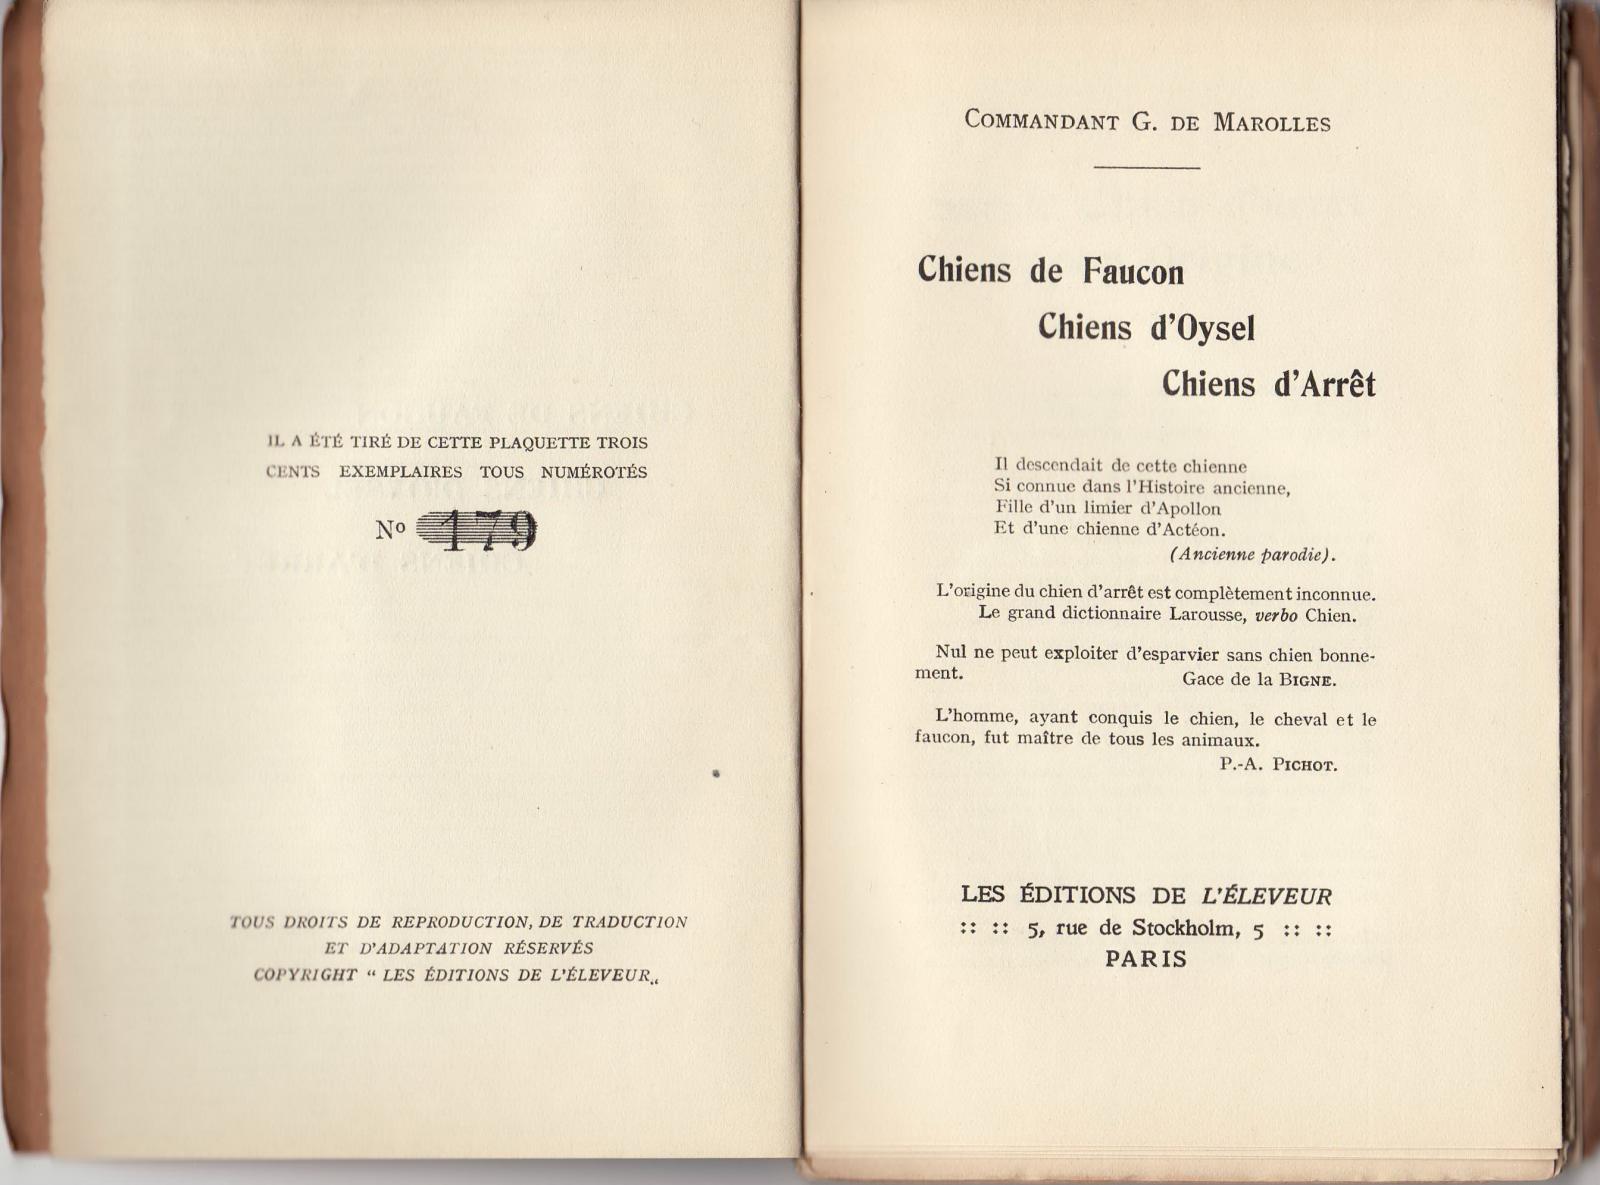 IL A ÉTÉ TIRÉ DE CETTE PLAQUETTE TROIS
CENTS EXEMPLAIRES TOUS NUMÉROTÉS
No 179
TOUS DROITS DE REPRODUCTION, DE TRADUCTION
ET D'ADAPTATION RÉSERVÉS
COPYRIGHT “ LES ÉDITIONS DE L'ÉLEVEUR„
COMMANDANT G. DE MAROLLES
Chiens de Faucon
Chiens d'Oysel
Chiens d'Arrêt
Il descendait de cette chienne
Si connue dans l'Histoire ancienne,
Fille d'un limier d'Apollon
Et d'une chienne d'Actéon.
(Ancienne parodie).
L'origine du chien d'arrêt est complètement inconnue.
Le grand dictionnaire Larousse, verbo Chien.
Nul ne peut exploiter d'esparvier sans chien bonne-
ment. Gace de la BIGNE.
L'homme, ayant conquis le chien, le cheval et le
faucon, fut maître de tous les animaux.
P.-A. PICHOT.
LES ÉDITIONS DE L'ÉLEVEUR
:: :: 5, rue de Stockholm, 5 :: ::
PARIS